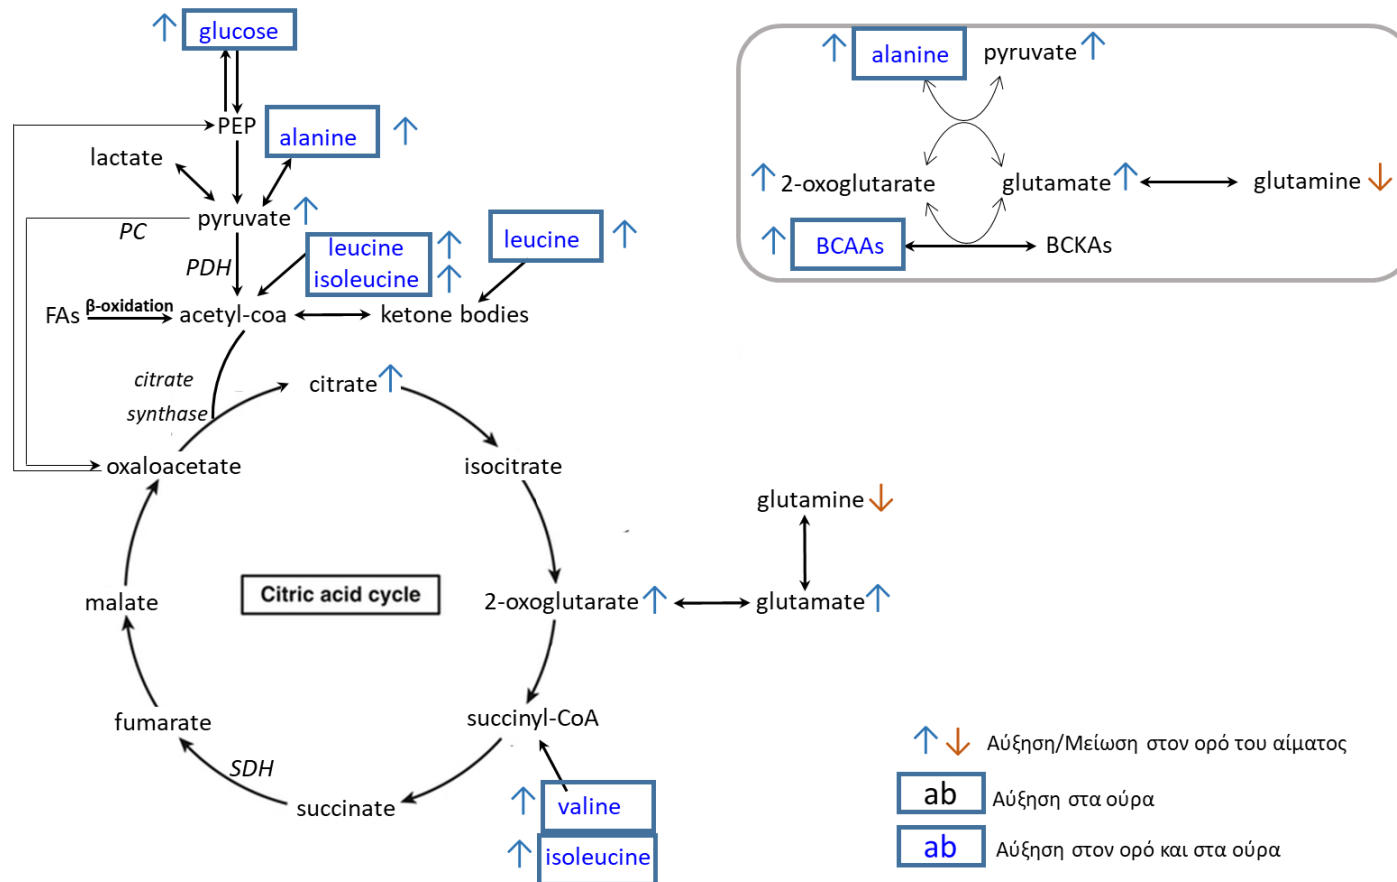 glucose
PEP
alanine
lactate
pyruvate
PC
PDH
leucine
isoleucine
leucine
FAs
β-oxidation
acetyl-coa
ketone bodies
citrate
synthase
citrate
oxaloacetate
isocitrate
glutamine
Citric acid cycle
malate
2-oxoglutarate
glutamate
fumarate
succinyl-CoA
SDH
succinate
valine
isoleucine
alanine
pyruvate
2-oxoglutarate
glutamate
glutamine
BCAAs
BCKAs
Αύξηση/Μείωση στον ορό του αίματος
ab
Αύξηση στα ούρα
ab
Αύξηση στον ορό και στα ούρα